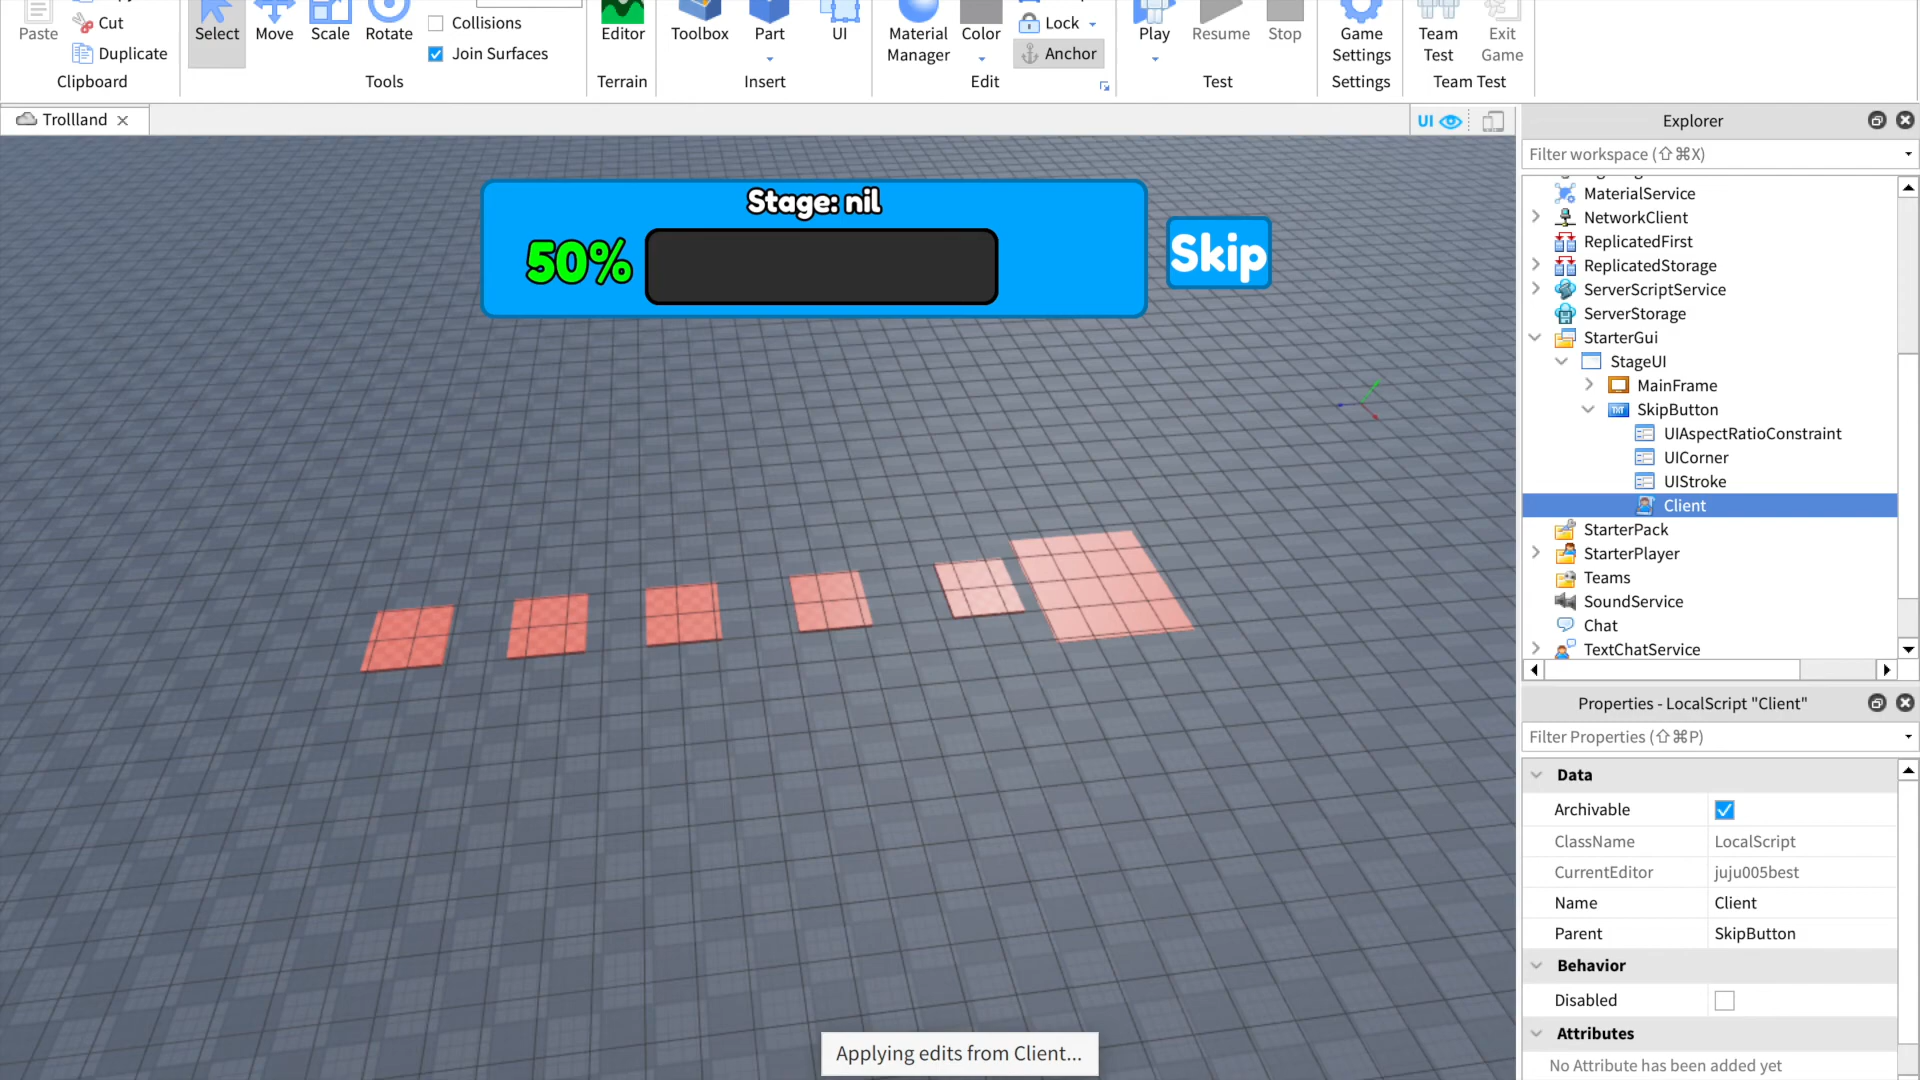 Paste
Cut
Duplicate
Clipboard
Select
Move
Scale
Rotate
Collisions
Join Surfaces
Tools
Editor
Terrain
Toolbox
Part
UI
Insert
Material
Manager
Color
Lock
Anchor
Edit
Play
Resume
Stop
Test
Game
Settings
Settings
Team
Test
Exit
Game
Team Test
Trollland
UI
Stage: nil
50%
Skip
Applying edits from Client...
Explorer
Filter workspace (⇧⌘X)
MaterialService
NetworkClient
ReplicatedFirst
ReplicatedStorage
ServerScriptService
ServerStorage
StarterGui
StageUI
MainFrame
TXT SkipButton
UIAspectRatioConstraint
UICorner
UIStroke
Client
StarterPack
StarterPlayer
Teams
SoundService
Chat
TextChatService
Properties - LocalScript "Client"
Filter Properties (⇧⌘P)
Data
Archivable
ClassName LocalScript
CurrentEditor juju005best
Name Client
Parent SkipButton
Behavior
Disabled
Attributes
No Attribute has been added yet